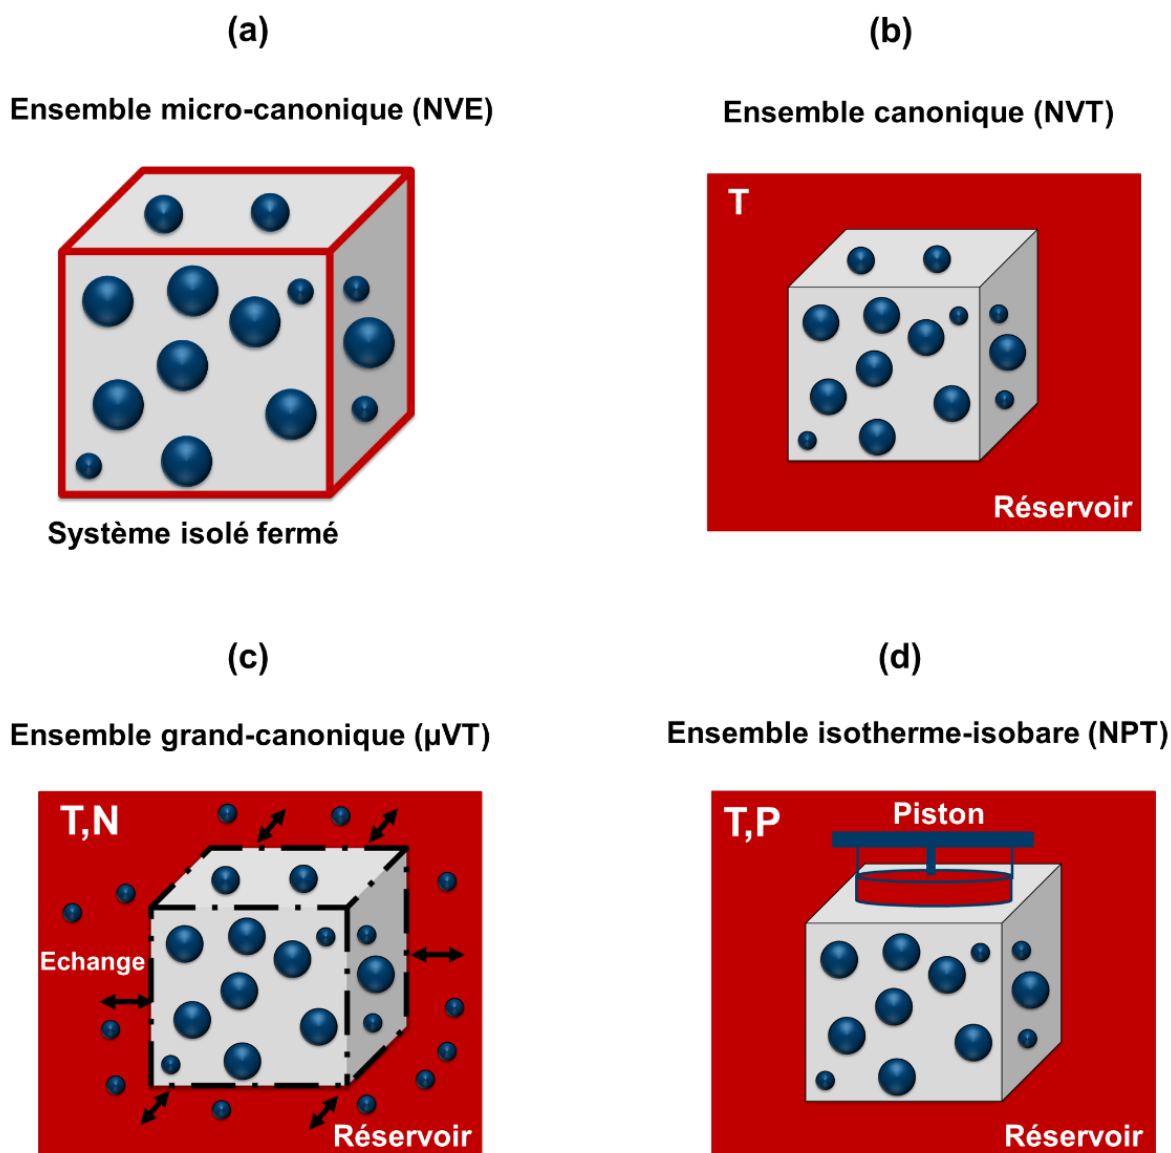 (a)
Ensemble micro-canonique (NVE)
Système isolé fermé
(b)
Ensemble canonique (NVT)
T
Réservoir
(c)
Ensemble grand-canonique (µVT)
T,N
Echange
Réservoir
(d)
Ensemble isotherme-isobare (NPT)
T,P
Piston
Réservoir